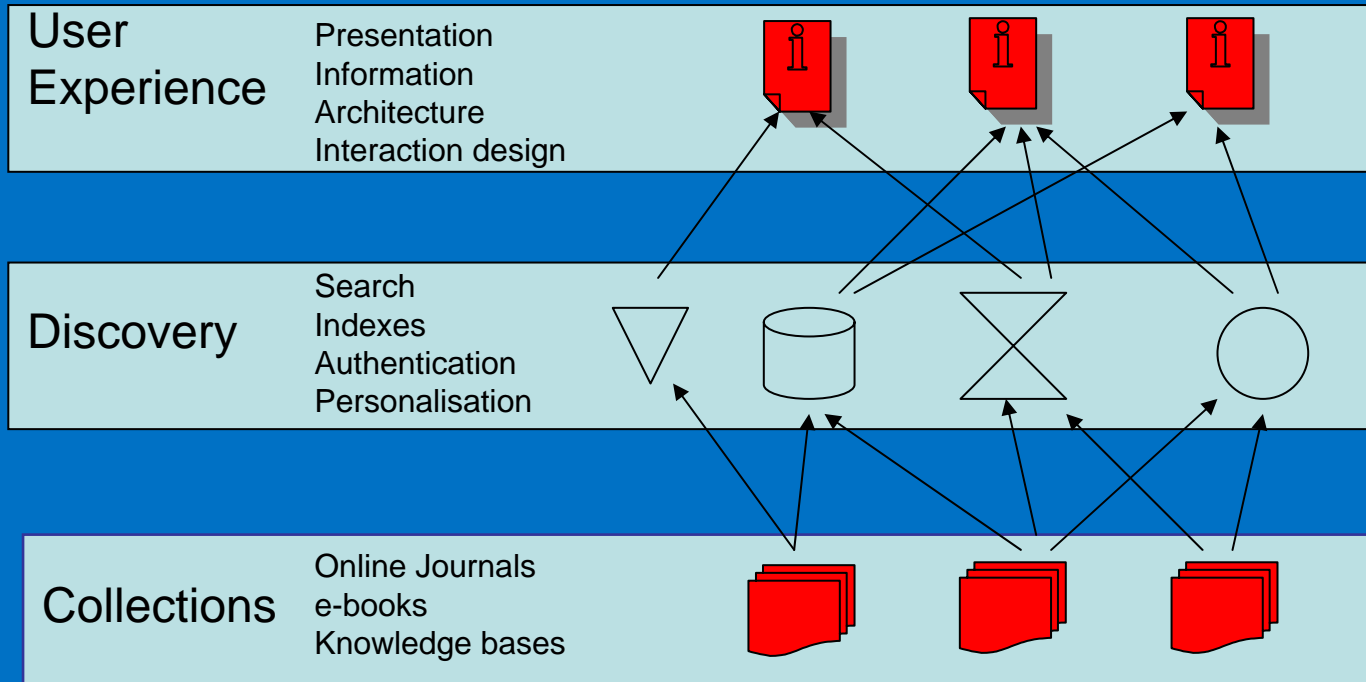 User
Experience
Presentation
Information
Architecture
Interaction design
i
i
i
Discovery
Search
Indexes
Authentication
Personalisation
Collections
Online Journals
e-books
Knowledge bases